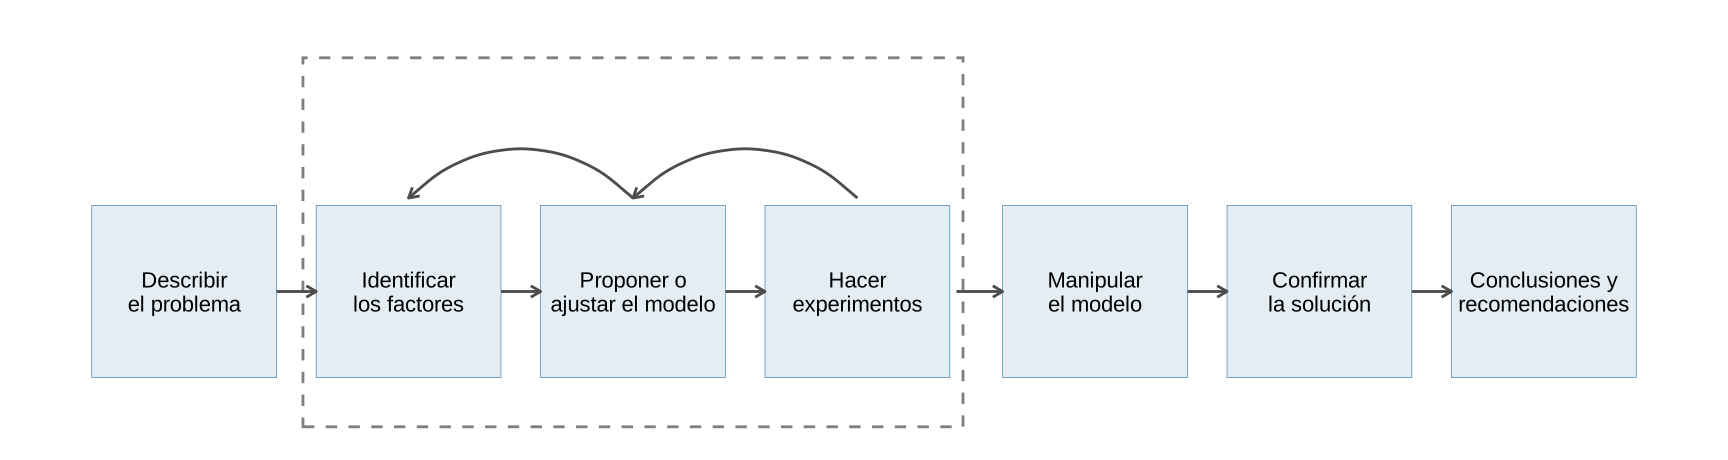 Describir
el problema
Identificar
los factores
Proponer o
ajustar el modelo
Hacer
experimentos
Manipular
el modelo
Confirmar
la solución
Conclusiones y
recomendaciones